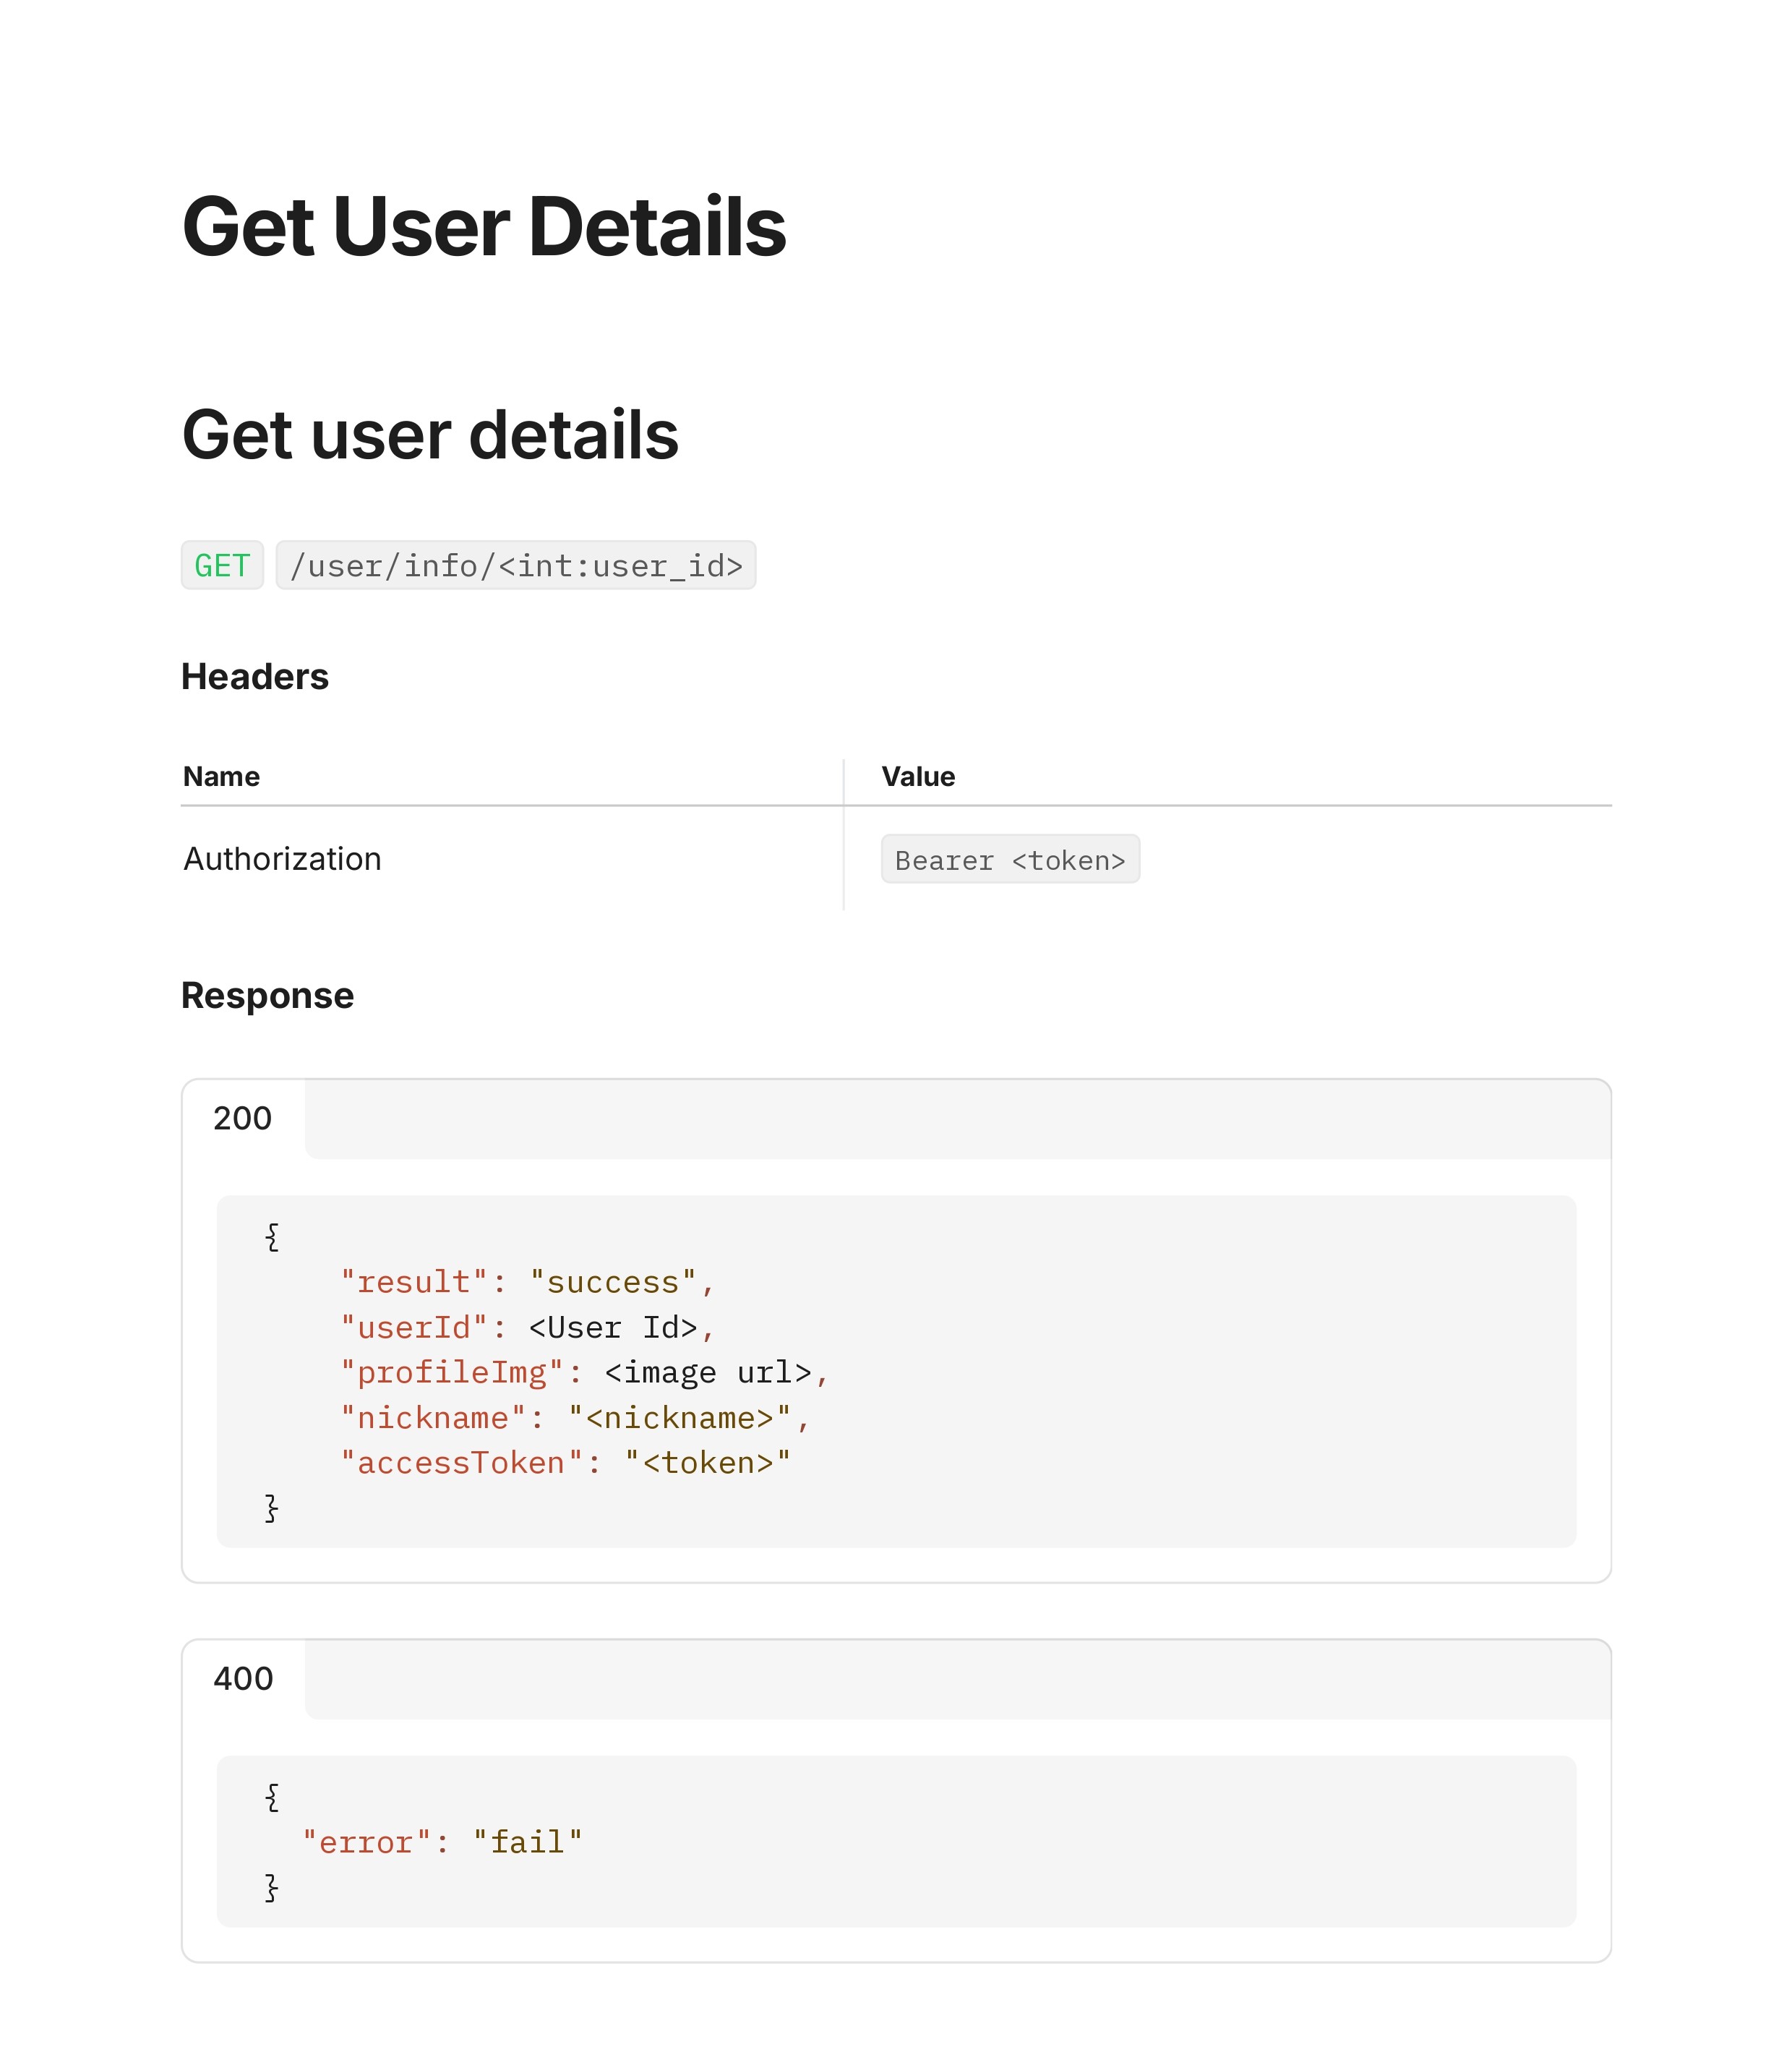 Get User Details
Get user details
GET /user/info/<int:user_id>
Headers
Name Value
Authorization Bearer <token>
Response
200
{
    "result": "success",
    "userId": <User Id>,
    "profileImg": <image url>,
    "nickname": "<nickname>",
    "accessToken": "<token>"
}
400
{
  "error": "fail"
}